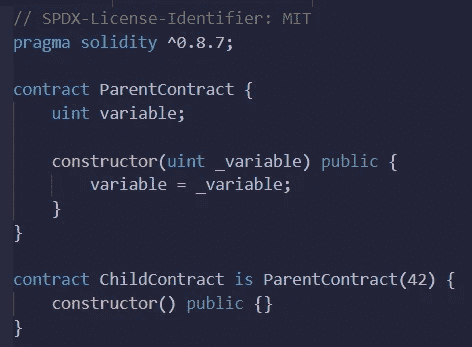 // SPDX-License-Identifier: MIT
pragma solidity ^0.8.7;
contract ParentContract {
    uint variable;
    constructor(uint _variable) public {
        variable = _variable;
    }
}
contract ChildContract is ParentContract(42) {
    constructor() public {}
}